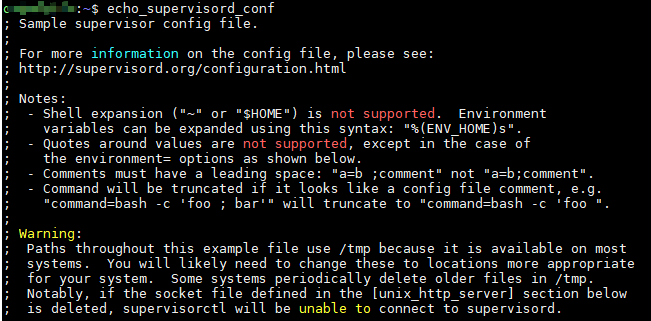 :~$ echo_supervisord_conf
; Sample supervisor config file.
;
; For more information on the config file, please see:
; http://supervisord.org/configuration.html
;
; Notes:
;  - Shell expansion ("~" or "$HOME") is not supported.  Environment
;    variables can be expanded using this syntax: "%(ENV_HOME)s".
;  - Quotes around values are not supported, except in the case of
;    the environment= options as shown below.
;  - Comments must have a leading space: "a=b ;comment" not "a=b;comment".
;  - Command will be truncated if it looks like a config file comment, e.g.
;    "command=bash -c 'foo ; bar'" will truncate to "command=bash -c 'foo ".
;
; Warning:
;  Paths throughout this example file use /tmp because it is available on most
;  systems.  You will likely need to change these to locations more appropriate
;  for your system.  Some systems periodically delete older files in /tmp.
;  Notably, if the socket file defined in the [unix_http_server] section below
;  is deleted, supervisorctl will be unable to connect to supervisord.